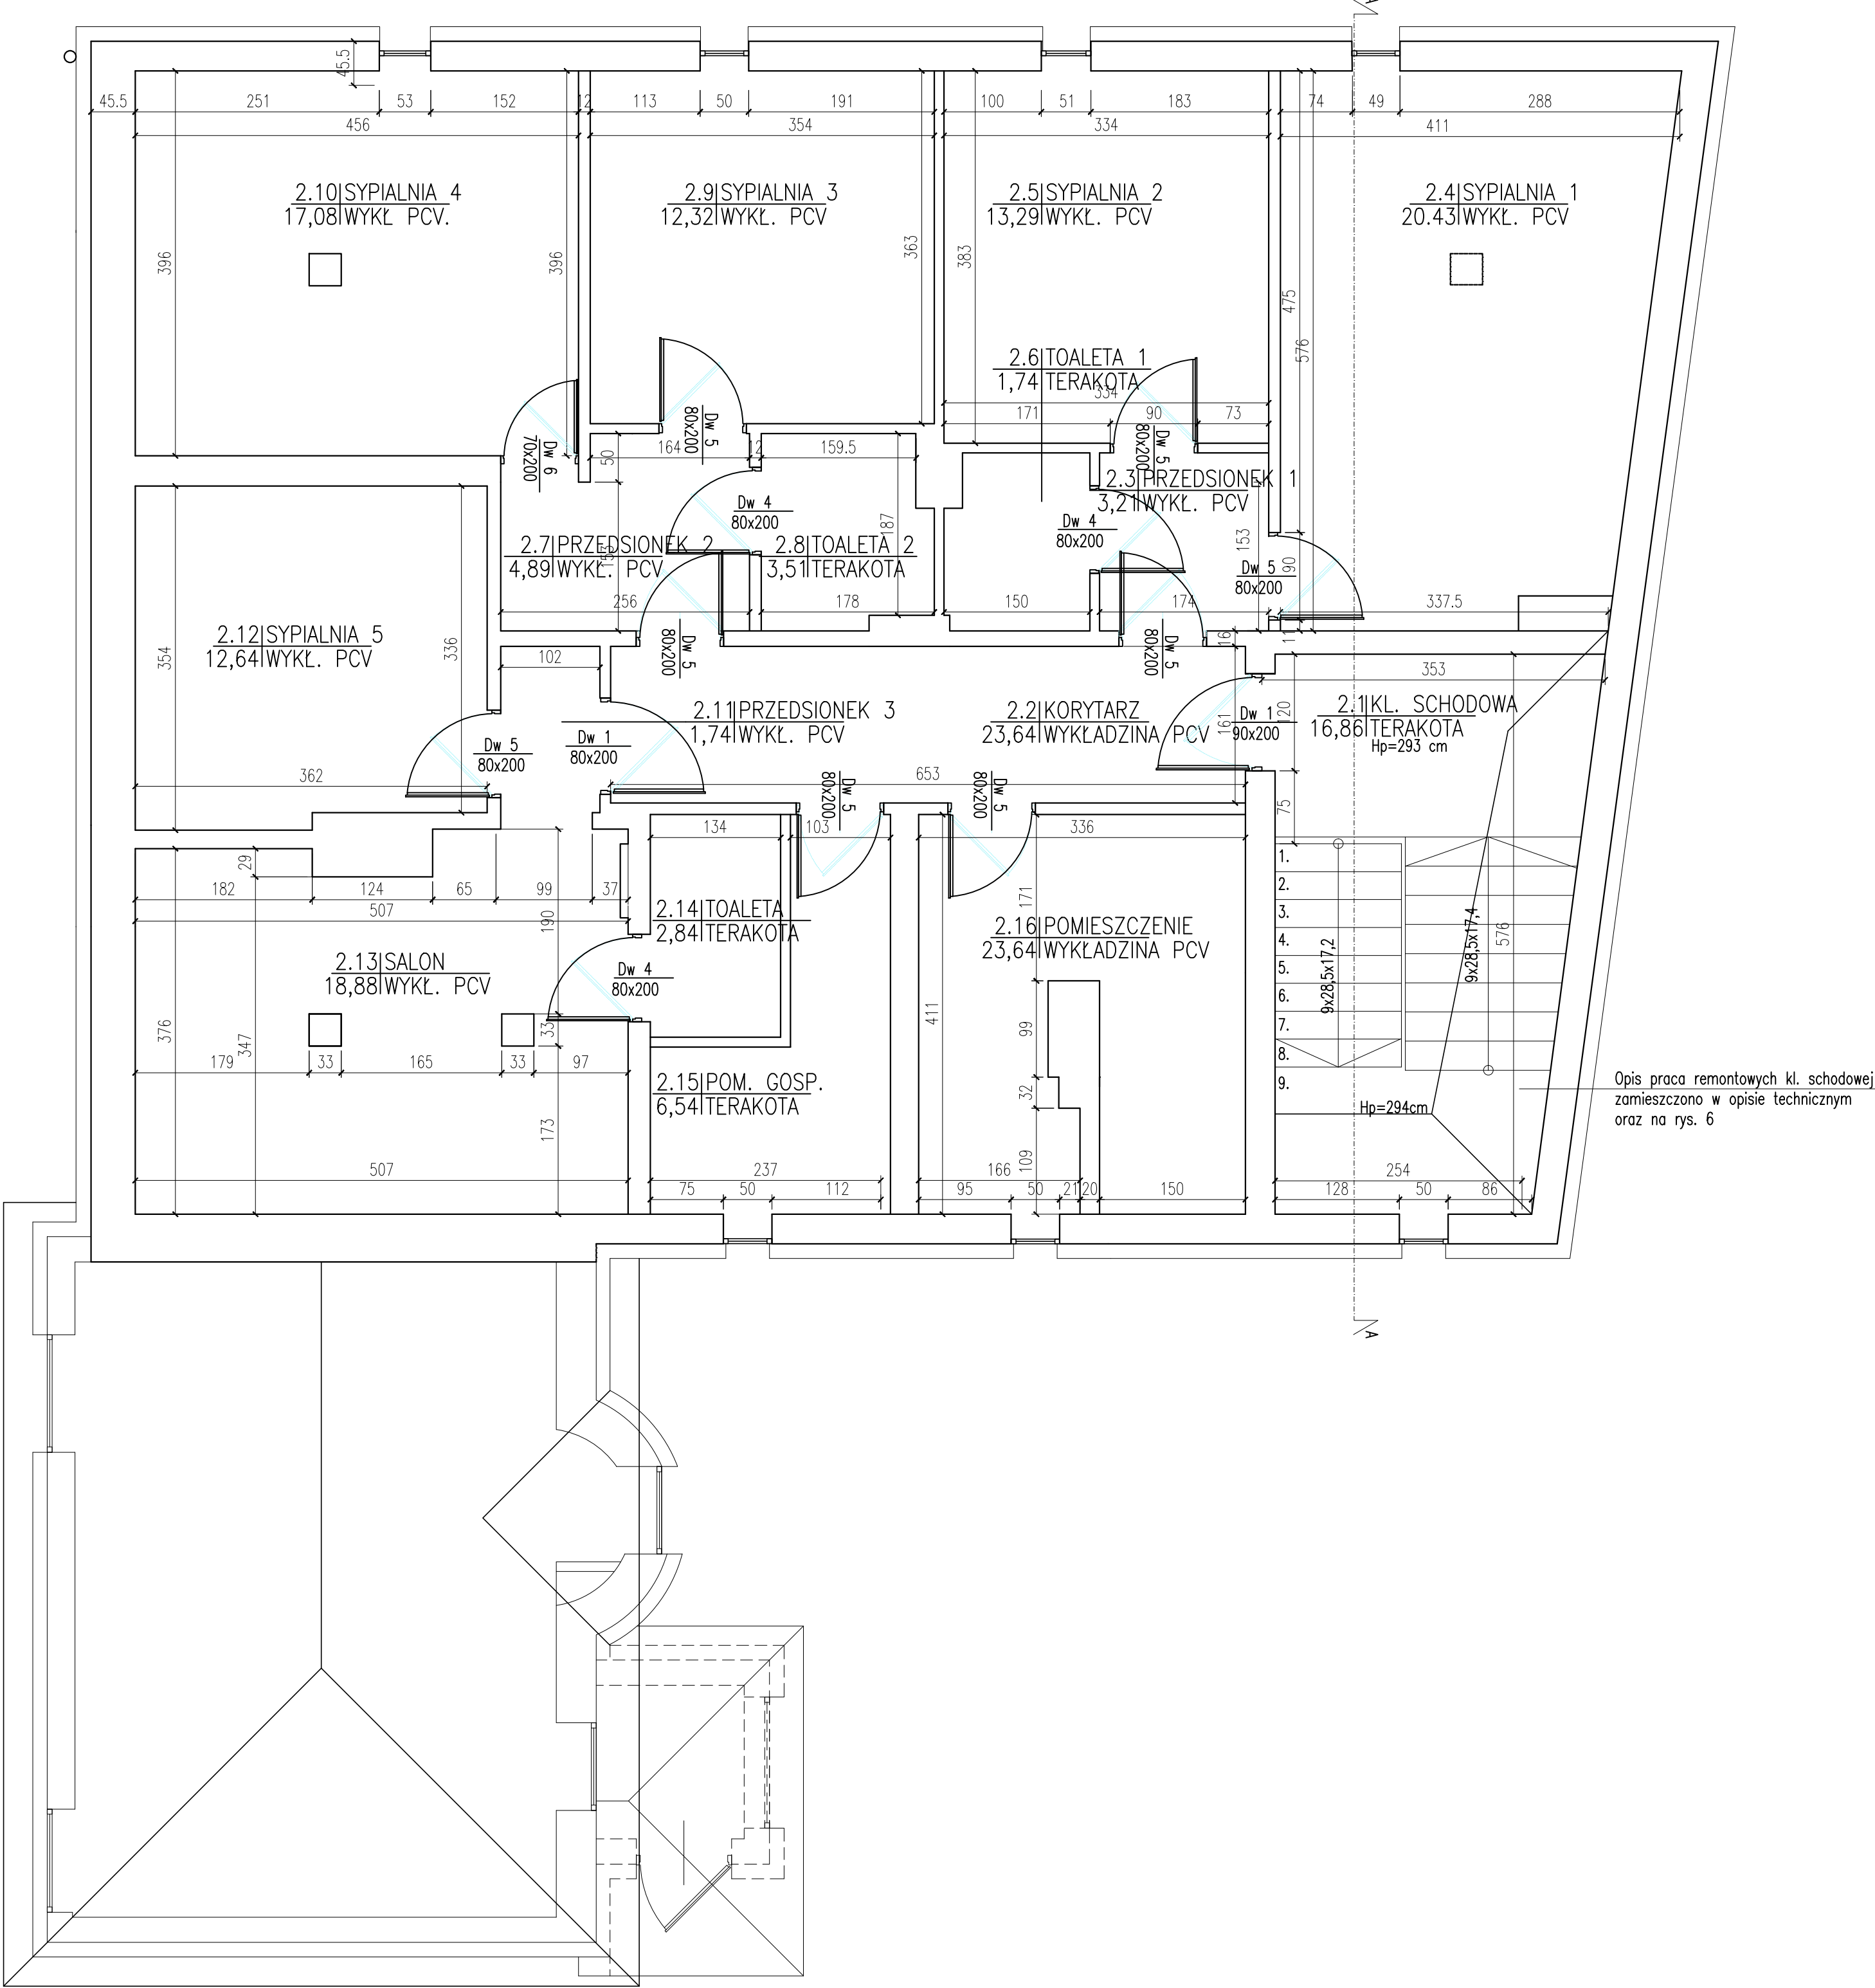 A
45.5
45.5 251 53 152 12 113 50 191 100 51 183 74 49 288
456 354 334 411
2.10 SYPIALNIA 4
17,08 WYKŁ. PCV.
2.9 SYPIALNIA 3
12,32 WYKŁ. PCV
2.5 SYPIALNIA 2
13,29 WYKŁ. PCV
2.4 SYPIALNIA 1
20.43 WYKŁ. PCV
396 396 363 383 475 576
2.6 TOALETA 1
1,74 TERAKOTA
334
171 90 73
Dw 6
70x200
Dw 5
80x200
Dw 5
80x200
50 164 12 159.5
2.3 PRZEDSIONEK 1
3,21 WYKŁ. PCV
Dw 4
80x200
Dw 4
80x200
187 153 90
2.7 PRZEDSIONEK 2
4,89 WYKŁ. PCV
153
2.8 TOALETA 2
3,51 TERAKOTA
Dw 5
80x200
256 178 150 174 337.5
2.12 SYPIALNIA 5
12,64 WYKŁ. PCV
354 336
102
Dw 5
80x200
Dw 5
80x200
16 11
353
2.11 PRZEDSIONEK 3
1,74 WYKŁ. PCV
2.2 KORYTARZ
23,64 WYKŁADZINA PCV
161
Dw 1
90x200
120
2.1 KL. SCHODOWA
16,86 TERAKOTA
Hp=293 cm
Dw 5
80x200
Dw 1
80x200
362 653
Dw 5
80x200
Dw 5
80x200
75
134 103 336
29
182 124 65 99 37
507
190
171
2.14 TOALETA
2,84 TERAKOTA
2.16 POMIESZCZENIE
23,64 WYKŁADZINA PCV
2.13 SALON
18,88 WYKŁ. PCV
Dw 4
80x200
1.
2.
3.
4.
5.
6.
7.
8.
9.
9x28,5x17,2
9x28,5x17,4
576
376 347 33 411 99
179 33 165 33 97
2.15 POM. GOSP.
6,54 TERAKOTA
32
173 109
Hp=294cm
Opis praca remontowych kl. schodowej
zamieszczono w opisie technicznym
oraz na rys. 6
507 237 166 254
75 50 112 95 50 21 20 150 128 50 86
A